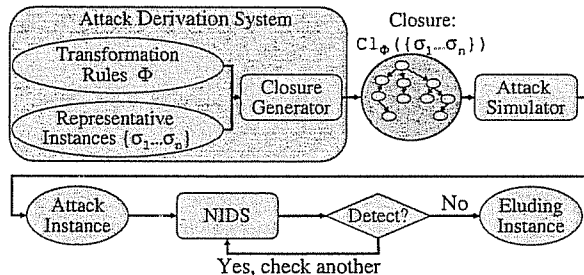 Attack Derivation System
Transformation
Rules Φ
Representative
Instances {σ₁...σₙ}
Closure
Generator
Closure:
Cl_Φ({σ₁...σₙ})
Attack
Simulator
Attack
Instance
NIDS
Detect?
No
Eluding
Instance
Yes, check another